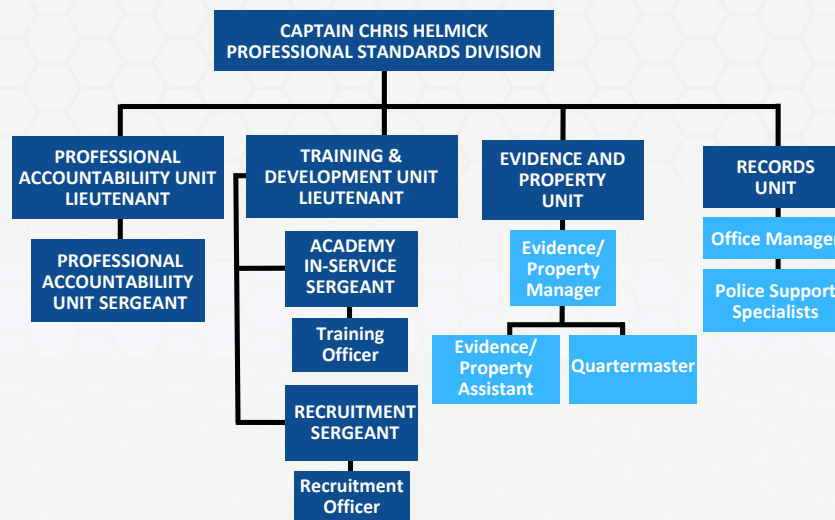 CAPTAIN CHRIS HELMICK
PROFESSIONAL STANDARDS DIVISION
PROFESSIONAL
ACCOUNTABILIITY UNIT
LIEUTENANT
PROFESSIONAL
ACCOUNTABILIITY
UNIT SERGEANT
TRAINING &
DEVELOPMENT UNIT
LIEUTENANT
ACADEMY
IN-SERVICE
SERGEANT
Training
Officer
RECRUITMENT
SERGEANT
Recruitment
Officer
EVIDENCE AND
PROPERTY
UNIT
Evidence/
Property
Manager
Evidence/
Property
Assistant
Quartermaster
RECORDS
UNIT
Office Manager
Police Support
Specialists